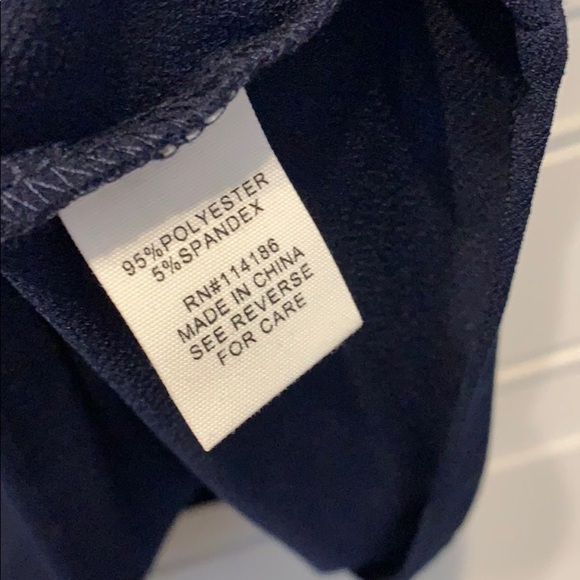 95%POLYESTER
5%SPANDEX
RN#114186
MADE IN CHINA
SEE REVERSE
FOR CARE